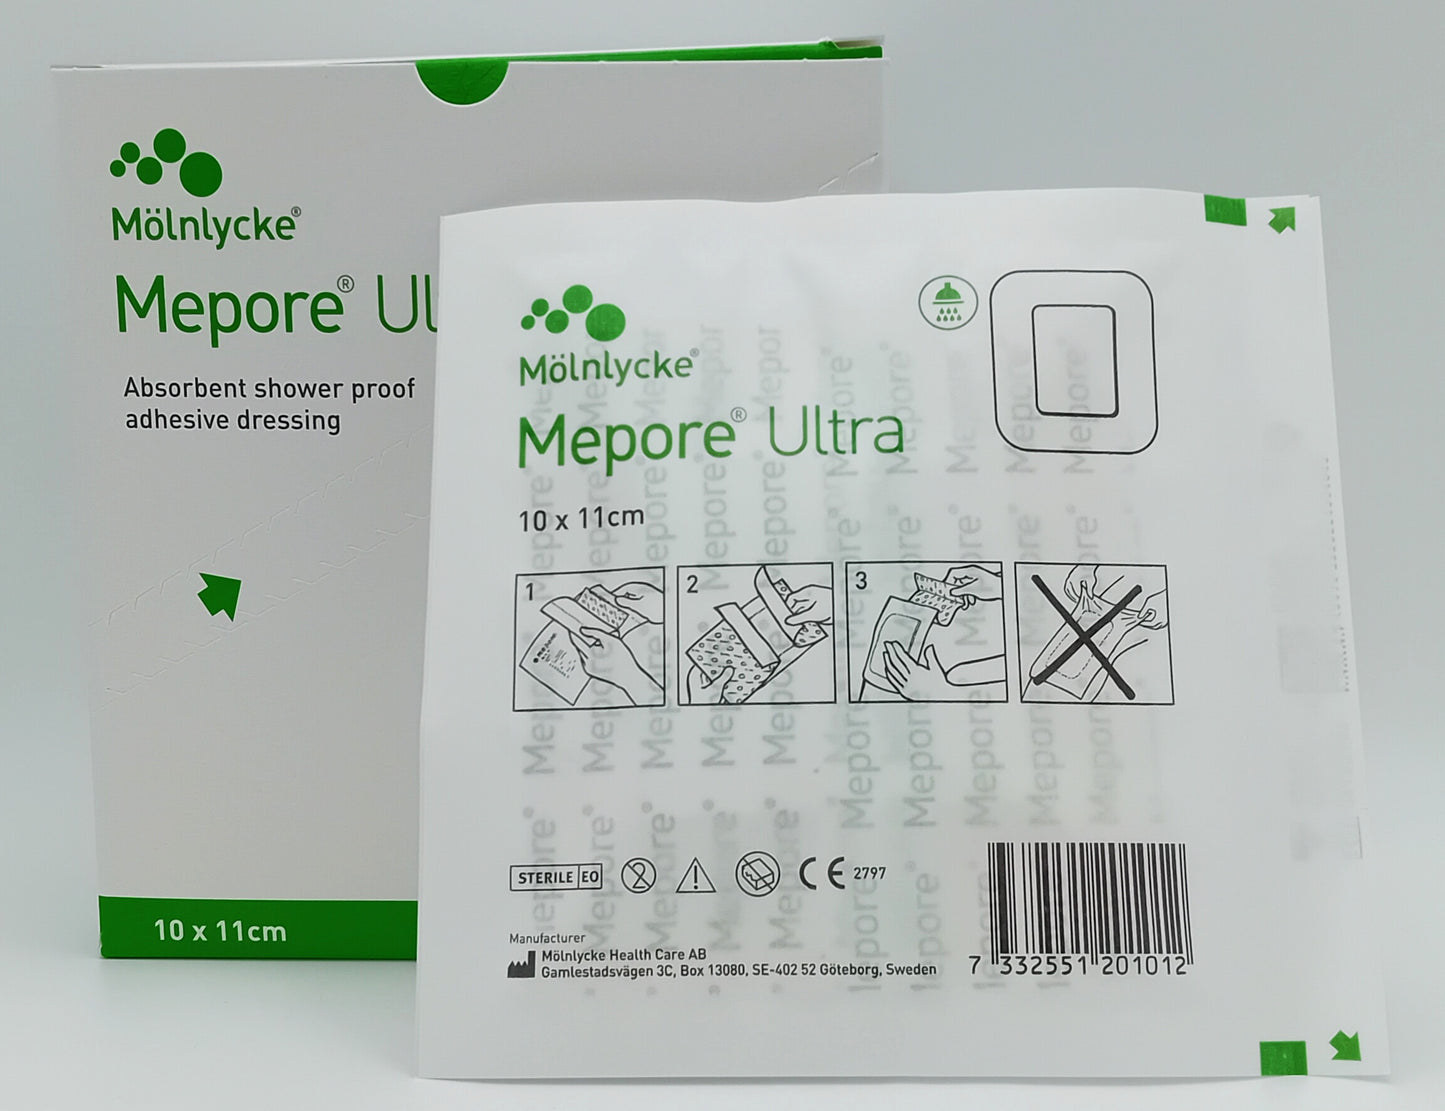 Mölnlycke®
Mepore® Ul
Absorbent shower proof
adhesive dressing
10 x 11cm
Mölnlycke®
Mepore® Ultra
10 x 11cm
1
2
3
STERILE EO
2
CE 2797
Manufacturer
Mölnlycke Health Care AB
Gamlestadsvägen 3C, Box 13080, SE-402 52 Göteborg, Sweden
7 332551 201012